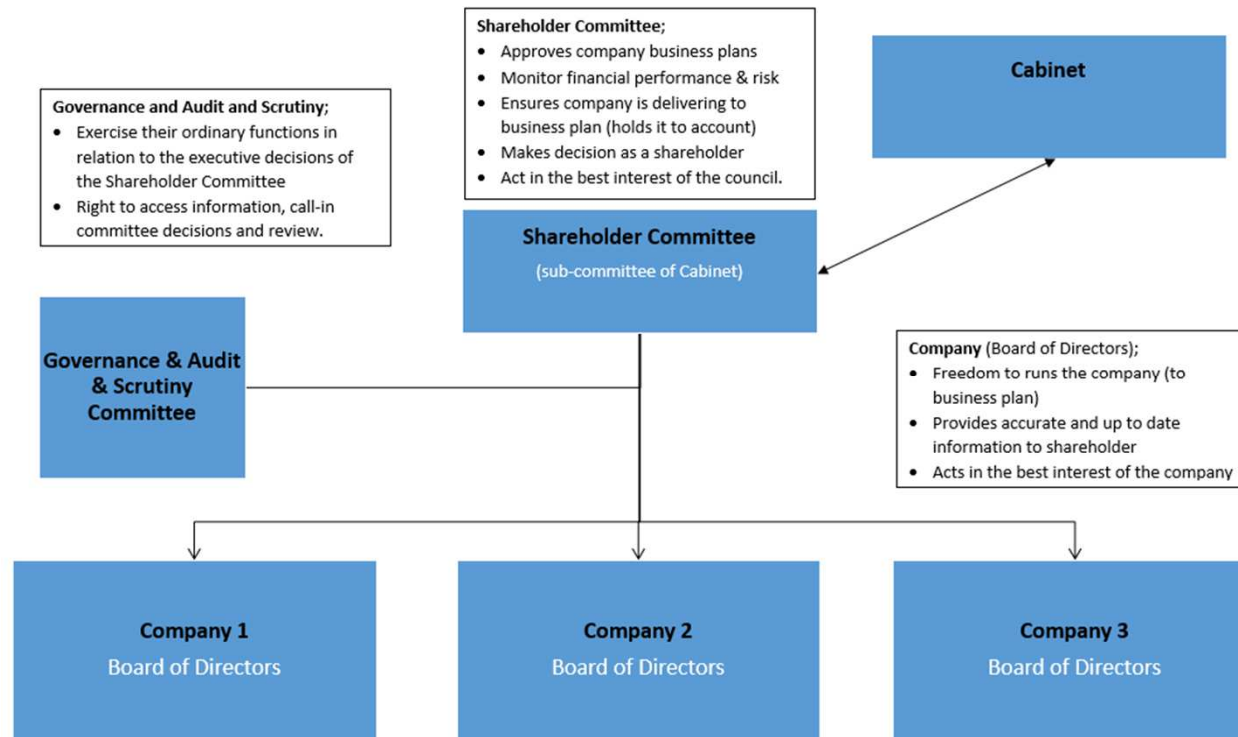 Shareholder Committee;
• Approves company business plans
• Monitor financial performance & risk
• Ensures company is delivering to
business plan (holds it to account)
• Makes decision as a shareholder
• Act in the best interest of the council.
Cabinet
Governance and Audit and Scrutiny;
• Exercise their ordinary functions in
relation to the executive decisions of
the Shareholder Committee
• Right to access information, call-in
committee decisions and review.
Shareholder Committee
(sub-committee of Cabinet)
Governance & Audit
& Scrutiny
Committee
Company (Board of Directors);
• Freedom to runs the company (to
business plan)
• Provides accurate and up to date
information to shareholder
• Acts in the best interest of the company
Company 1
Board of Directors
Company 2
Board of Directors
Company 3
Board of Directors